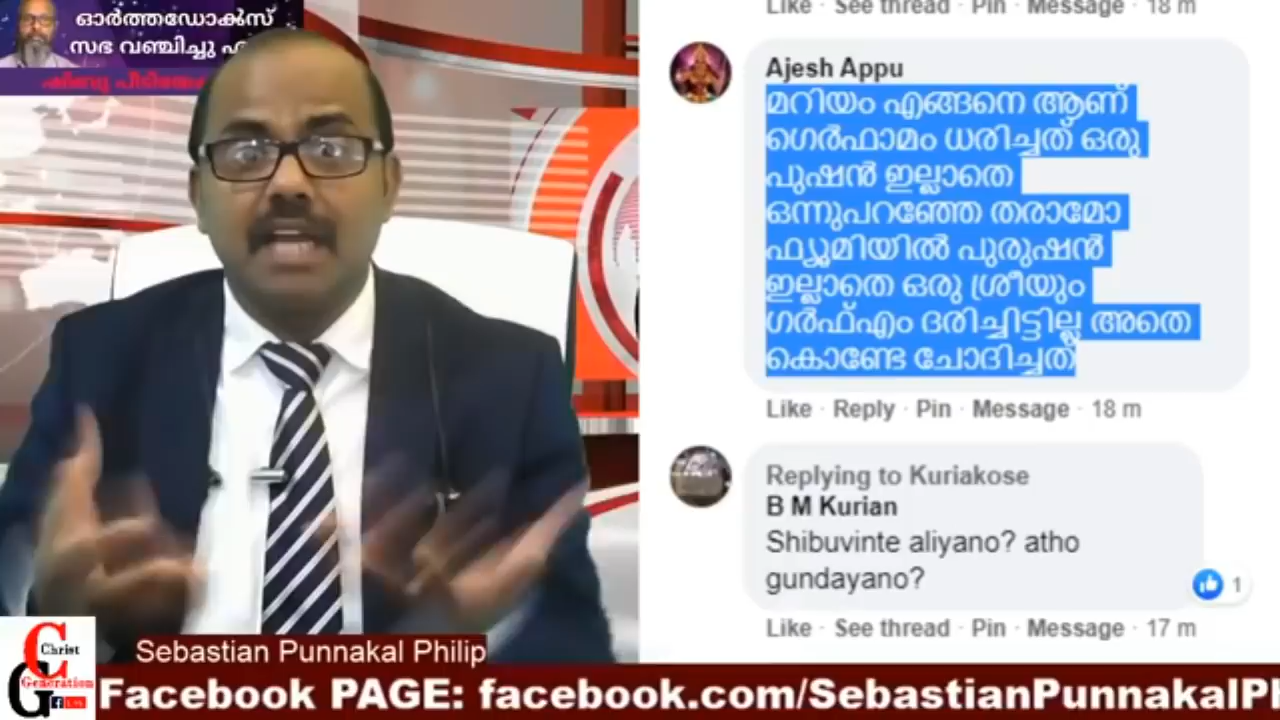 ഓർത്തഡോക്സ്
സഭ വഞ്ചിച്ചു
ഷിബു
Like · See thread · Pin · Message · 18 m
Ajesh Appu
മറിയം എങ്ങനെ ആണ്
ഗെർഫാമം ധരിച്ചത് ഒരു
പുഷൻ ഇല്ലാതെ
ഒന്നുപറഞ്ഞേ തരാമോ
ഫ്യൂമിയിൽ പുരുഷൻ
ഇല്ലാതെ ഒരു ശ്രീയും
ഗർഫ്എം ദരിച്ചിട്ടില്ല അതെ
കൊണ്ടേ ചോദിച്ചത്
Like · Reply · Pin · Message · 18 m
Replying to Kuriakose
B M Kurian
Shibuvinte aliyano? atho
gundayano?
1
Like · See thread · Pin · Message · 17 m
Sebastian Punnakal Philip
Christ
Generation
Facebook PAGE: facebook.com/SebastianPunnakalPh